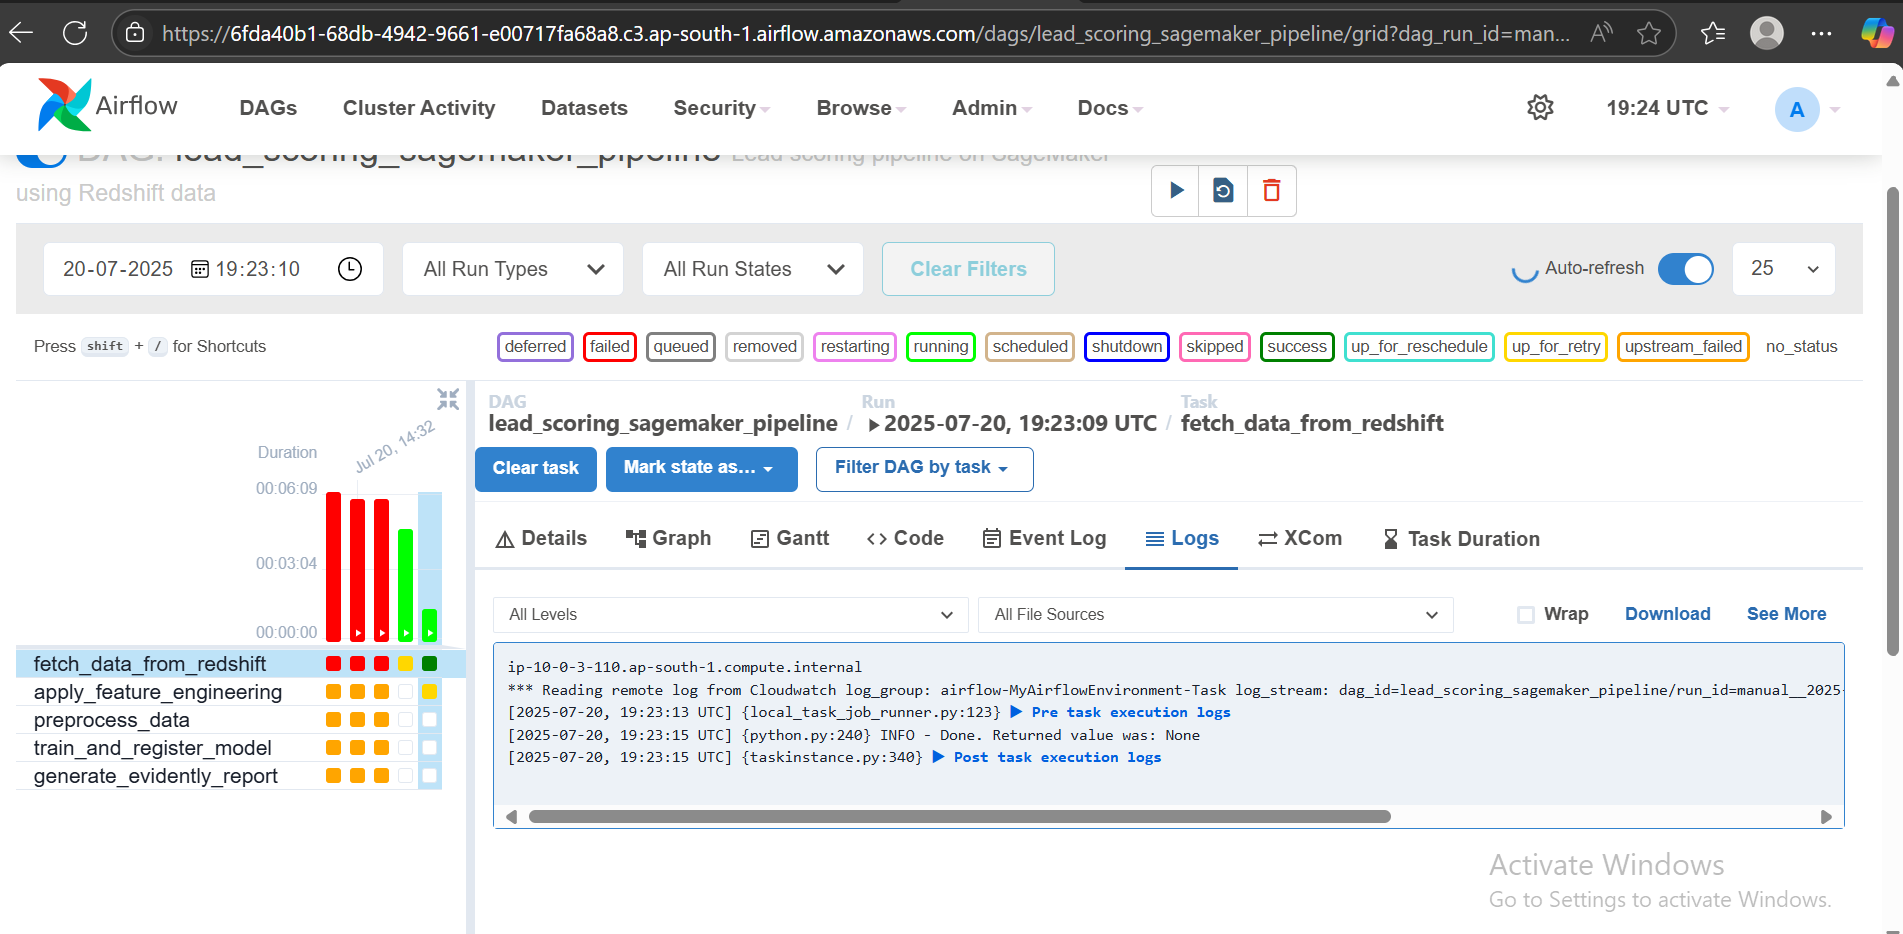 https://6fda40b1-68db-4942-9661-e00717fa68a8.c3.ap-south-1.airflow.amazonaws.com/dags/lead_scoring_sagemaker_pipeline/grid?dag_run_id=man...
Airflow DAGs Cluster Activity Datasets Security Browse Admin Docs 19:24 UTC A
DAG: lead_scoring_sagemaker_pipeline Lead scoring pipeline on SageMaker
using Redshift data
20-07-2025 19:23:10 All Run Types All Run States Clear Filters Auto-refresh 25
Press shift + / for Shortcuts deferred failed queued removed restarting running scheduled shutdown skipped success up_for_reschedule up_for_retry upstream_failed no_status
DAG Run Task
lead_scoring_sagemaker_pipeline / 2025-07-20, 19:23:09 UTC / fetch_data_from_redshift
Clear task Mark state as... Filter DAG by task
Details Graph Gantt Code Event Log Logs XCom Task Duration
All Levels All File Sources Wrap Download See More
ip-10-0-3-110.ap-south-1.compute.internal
*** Reading remote log from Cloudwatch log_group: airflow-MyAirflowEnvironment-Task log_stream: dag_id=lead_scoring_sagemaker_pipeline/run_id=manual__2025-
[2025-07-20, 19:23:13 UTC] {local_task_job_runner.py:123} ▶ Pre task execution logs
[2025-07-20, 19:23:15 UTC] {python.py:240} INFO - Done. Returned value was: None
[2025-07-20, 19:23:15 UTC] {taskinstance.py:340} ▶ Post task execution logs
Jul 20, 14:32
Duration
00:06:09
00:03:04
00:00:00
fetch_data_from_redshift
apply_feature_engineering
preprocess_data
train_and_register_model
generate_evidently_report
Activate Windows
Go to Settings to activate Windows.